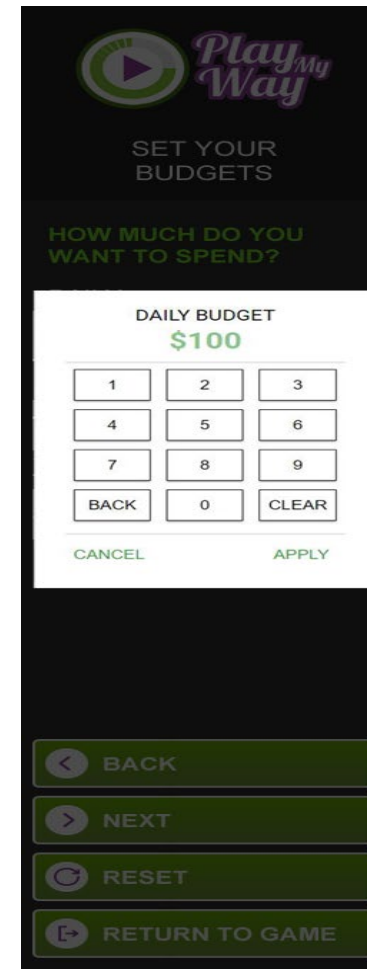 Play My
Way
SET YOUR
BUDGETS
HOW MUCH DO YOU
WANT TO SPEND?
DAILY BUDGET
$100
1 2 3
4 5 6
7 8 9
BACK 0 CLEAR
CANCEL APPLY
BACK
NEXT
RESET
RETURN TO GAME